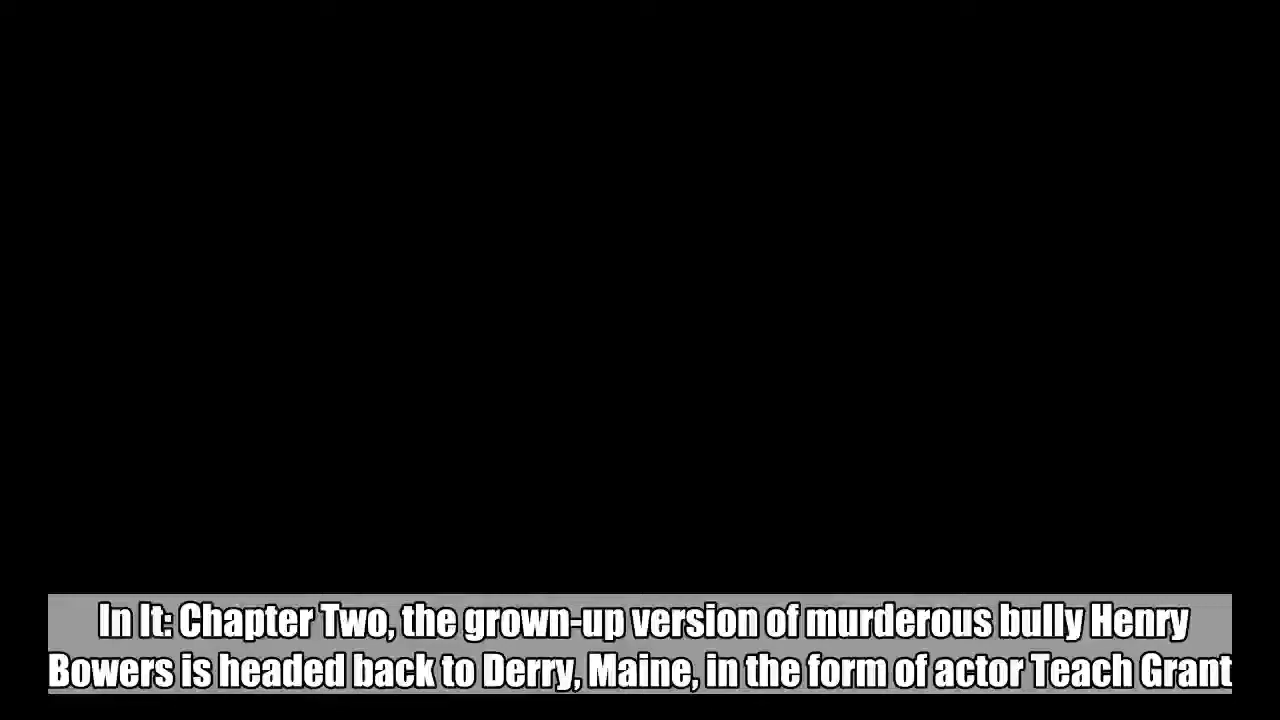 In It: Chapter Two, the grown-up version of murderous bully Henry
Bowers is headed back to Derry, Maine, in the form of actor Teach Grant